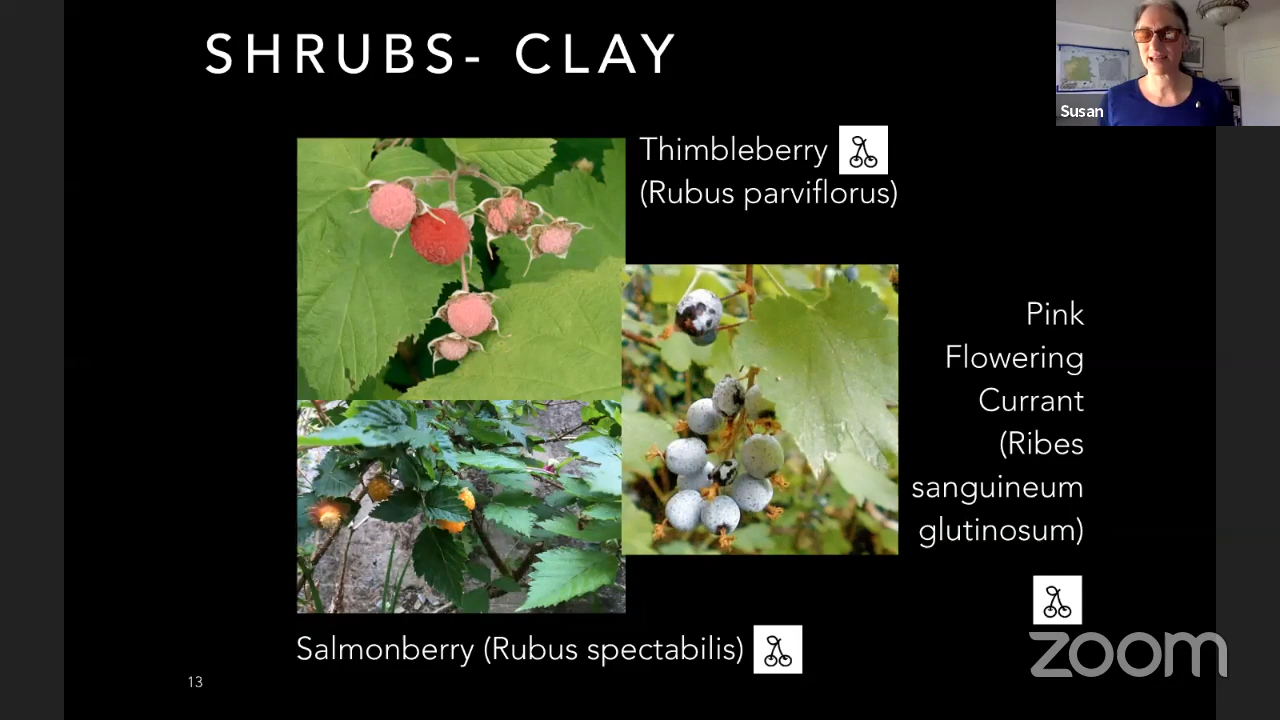 SHRUBS- CLAY
Susan
Thimbleberry
(Rubus parviflorus)
Pink
Flowering
Currant
(Ribes
sanguineum
glutinosum)
Salmonberry (Rubus spectabilis)
zoom
13